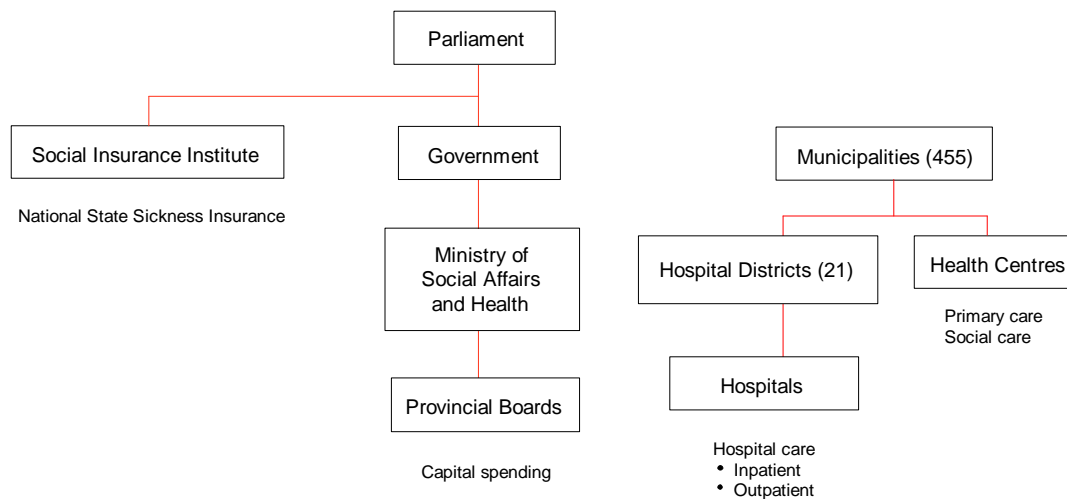 Parliament
Social Insurance Institute
National State Sickness Insurance
Government
Ministry of
Social Affairs
and Health
Provincial Boards
Capital spending
Municipalities (455)
Hospital Districts (21)
Hospitals
Hospital care
• Inpatient
• Outpatient
Health Centres
Primary care
Social care